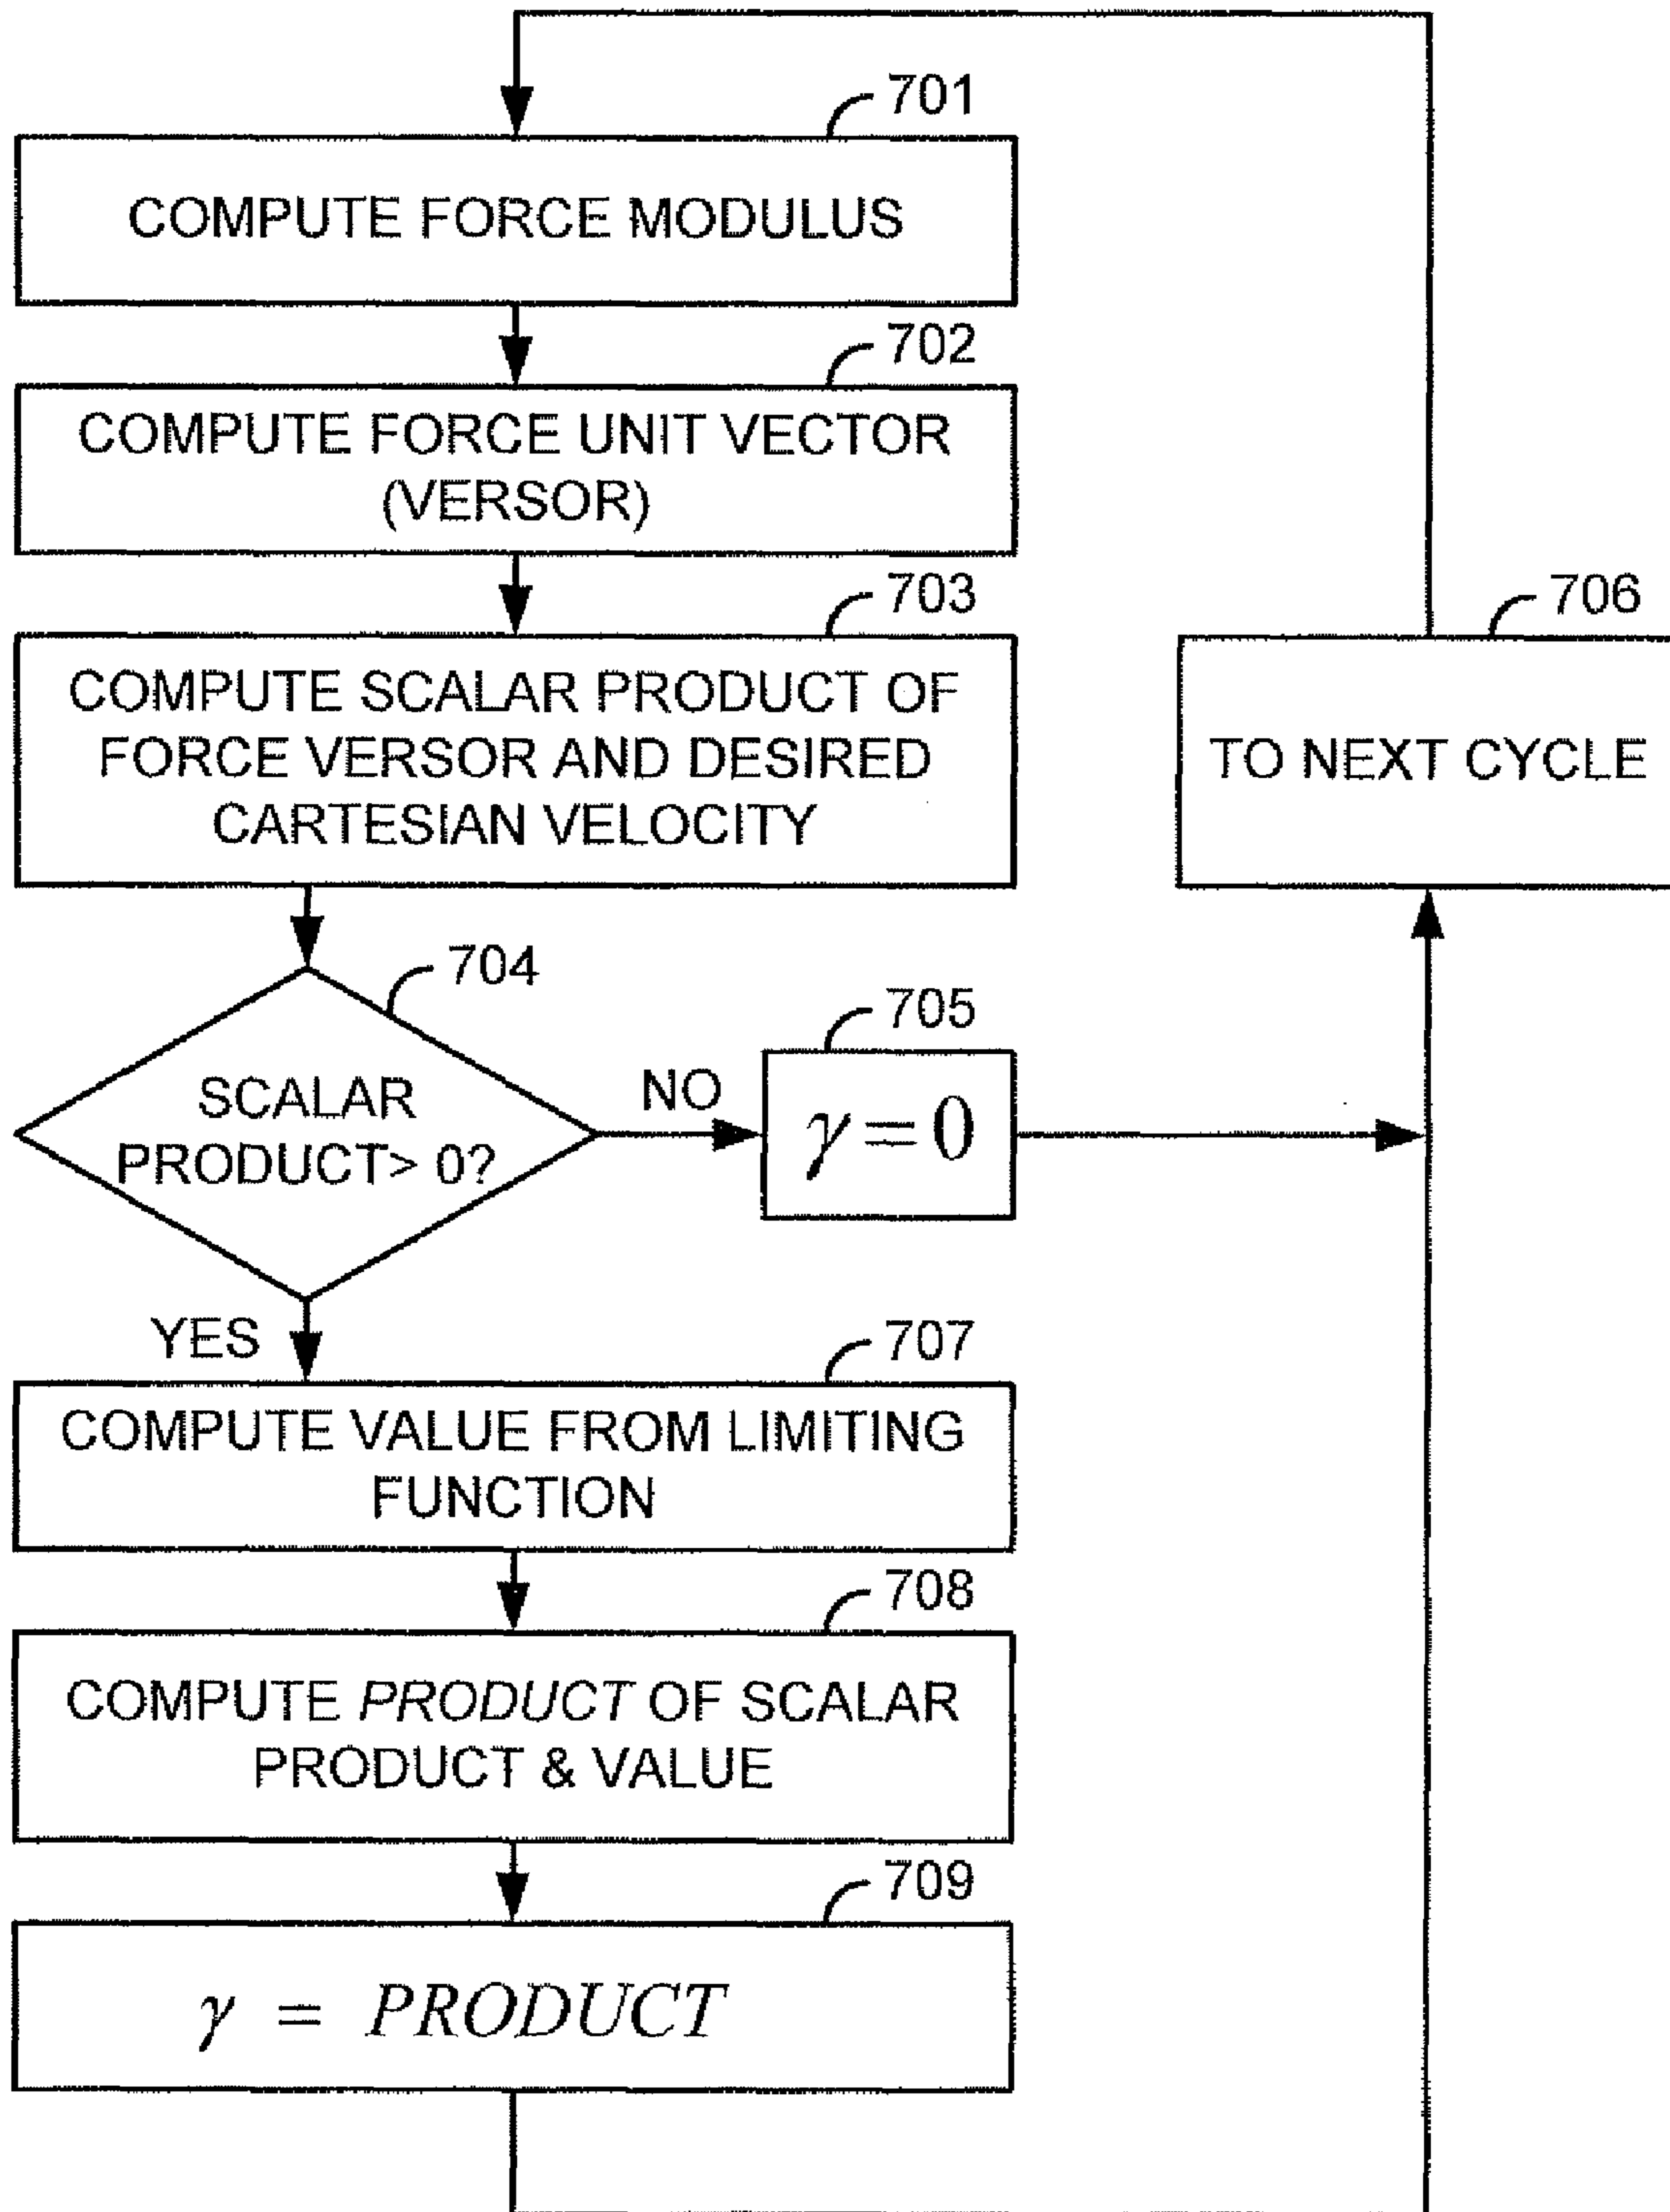 701
COMPUTE FORCE MODULUS
702
COMPUTE FORCE UNIT VECTOR
(VERSOR)
703
COMPUTE SCALAR PRODUCT OF
FORCE VERSOR AND DESIRED
CARTESIAN VELOCITY
706
TO NEXT CYCLE
704
SCALAR
PRODUCT> 0?
NO
705
γ = 0
YES
707
COMPUTE VALUE FROM LIMITING
FUNCTION
708
COMPUTE PRODUCT OF SCALAR
PRODUCT & VALUE
709
γ = PRODUCT